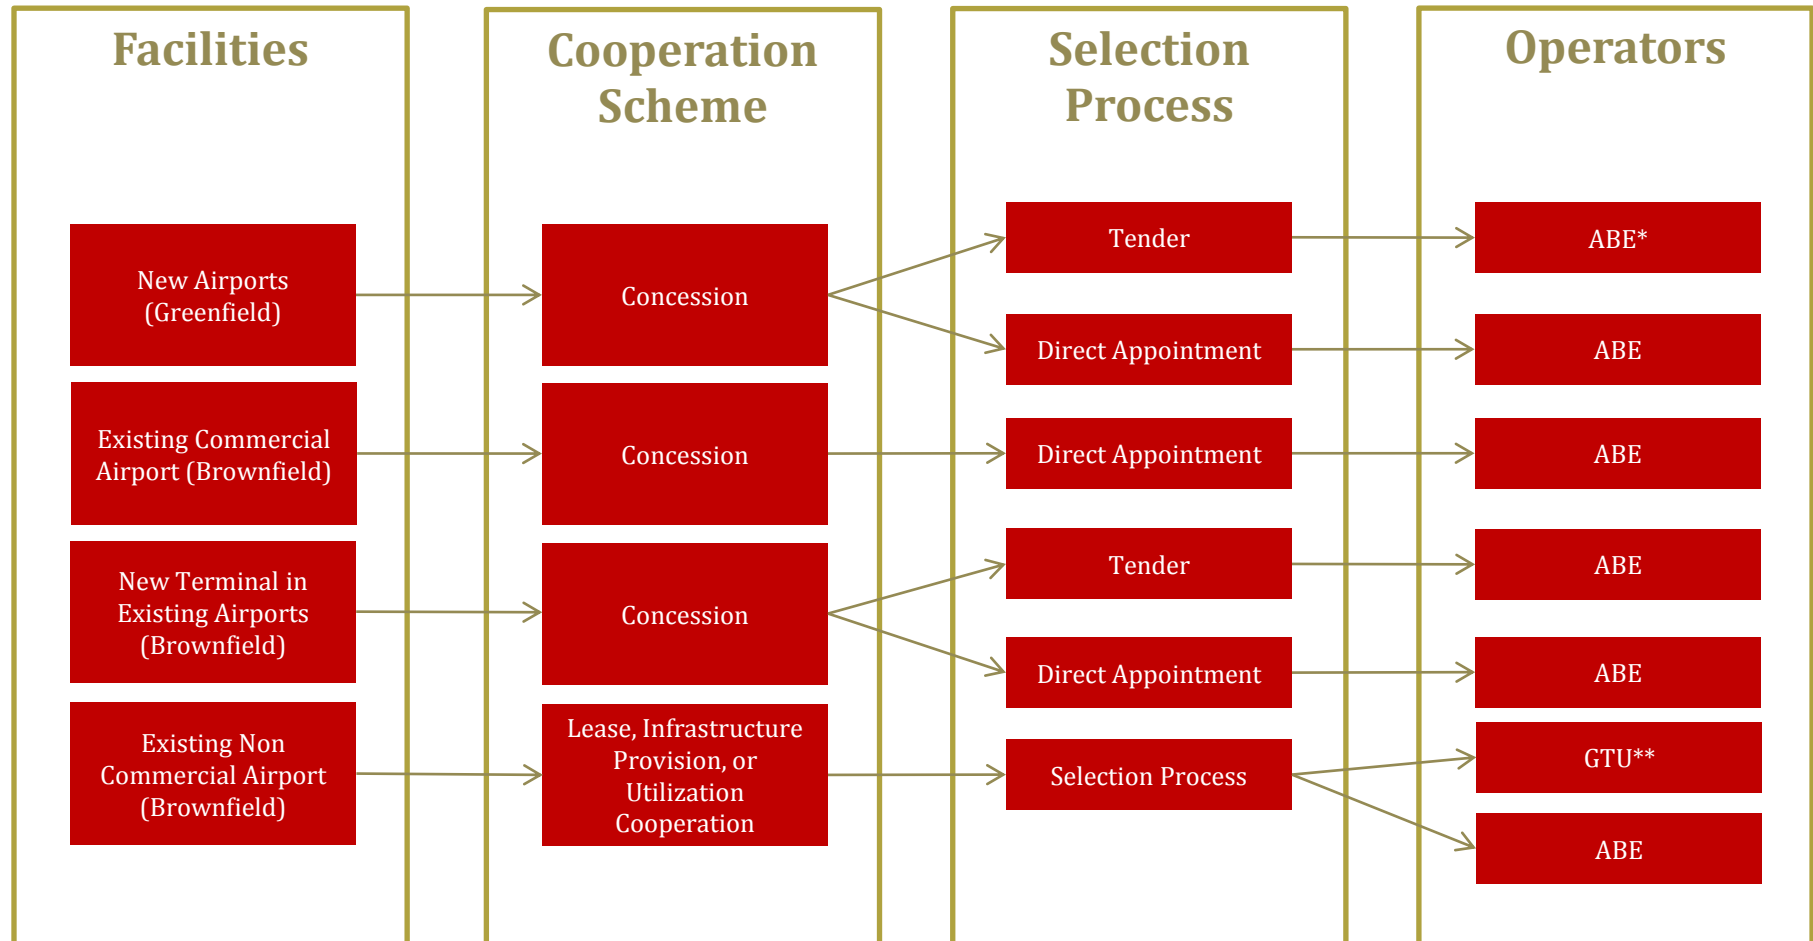 Facilities
Cooperation
Scheme
Selection
Process
Operators
New Airports
(Greenfield)
Concession
Tender
ABE*
Direct Appointment
ABE
Existing Commercial
Airport (Brownfield)
Concession
Direct Appointment
ABE
New Terminal in
Existing Airports
(Brownfield)
Concession
Tender
ABE
Direct Appointment
ABE
Existing Non
Commercial Airport
(Brownfield)
Lease, Infrastructure
Provision, or
Utilization
Cooperation
Selection Process
GTU**
ABE